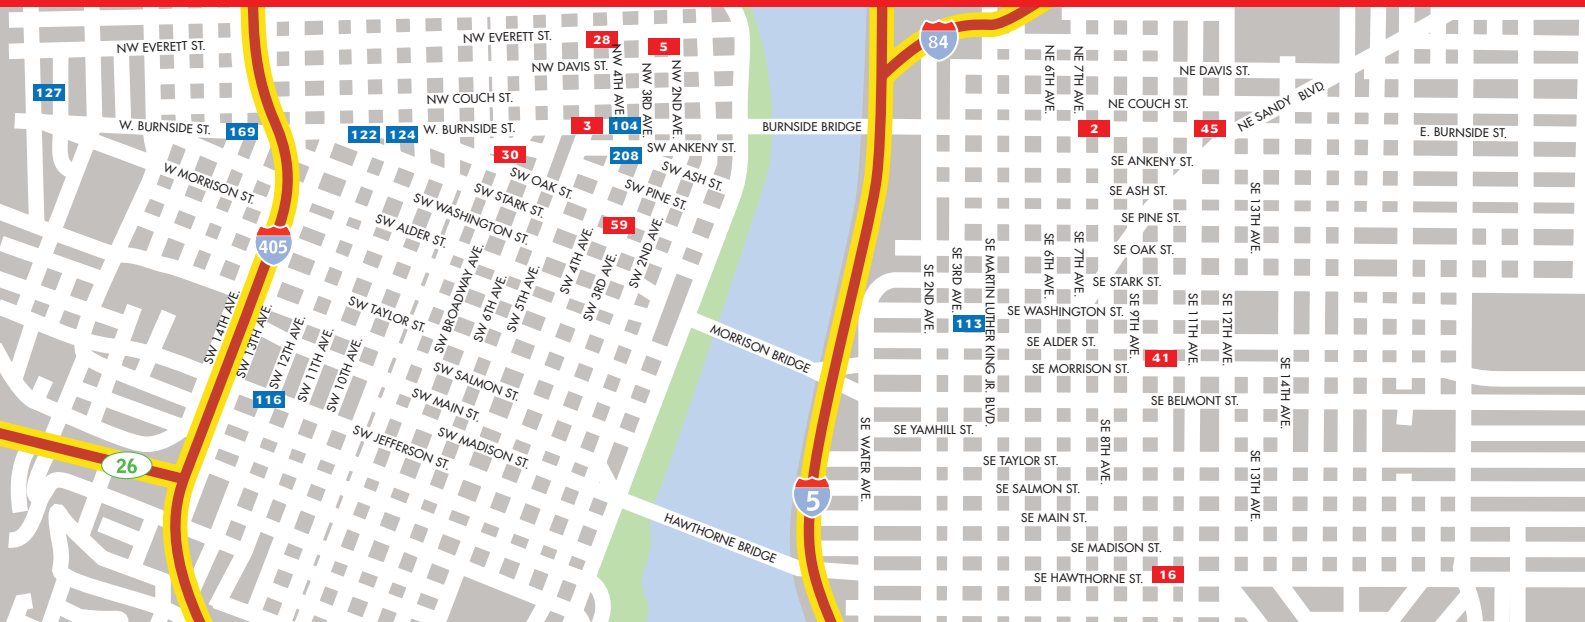 NW EVERETT ST.
NW EVERETT ST.
28
5
84
NE 6TH AVE.
NE 7TH AVE.
NW 4TH AVE.
NW 3RD AVE.
NW 2ND AVE.
NW DAVIS ST.
NE DAVIS ST.
127
NW COUCH ST.
NE COUCH ST.
NE SANDY BLVD
W. BURNSIDE ST.
169
122
124
W. BURNSIDE ST.
3
104
BURNSIDE BRIDGE
2
45
E. BURNSIDE ST.
30
208
SW ANKENY ST.
SE ANKENY ST.
W MORRISON ST.
SW OAK ST.
SW ASH ST.
SE ASH ST.
SW STARK ST.
SW PINE ST.
SE PINE ST.
SE 13TH AVE.
SW WASHINGTON ST.
SW ALDER ST.
59
405
SE OAK ST.
SE 6TH AVE.
SE 7TH AVE.
SW BROADWAY AVE.
SW 6TH AVE.
SW 5TH AVE.
SW 4TH AVE.
SW 3RD AVE.
SW 2ND AVE.
SE 2ND AVE.
SE 3RD AVE.
SE MARTIN LUTHER KING JR BLVD.
SE STARK ST.
SE WASHINGTON ST.
SE 9TH AVE.
SE 11TH AVE.
SE 12TH AVE.
SW TAYLOR ST.
SW 14TH AVE.
SW 13TH AVE.
SW 12TH AVE.
SW 11TH AVE.
SW 10TH AVE.
113
MORRISON BRIDGE
SE ALDER ST.
41
SE MORRISON ST.
SE 14TH AVE.
SW SALMON ST.
116
SW MAIN ST.
SE BELMONT ST.
SW JEFFERSON ST.
SW MADISON ST.
SE WATER AVE.
SE YAMHILL ST.
SE 8TH AVE.
26
SE TAYLOR ST.
SE 13TH AVE.
5
SE SALMON ST.
HAWTHORNE BRIDGE
SE MAIN ST.
SE MADISON ST.
SE HAWTHORNE ST.
16